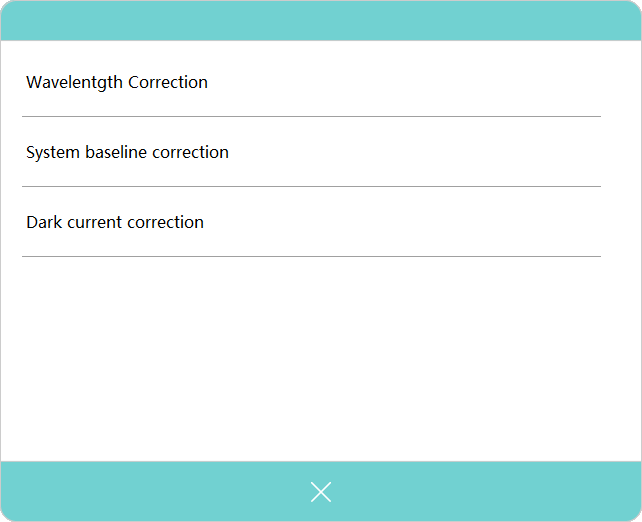 Wavelentgth Correction
System baseline correction
Dark current correction